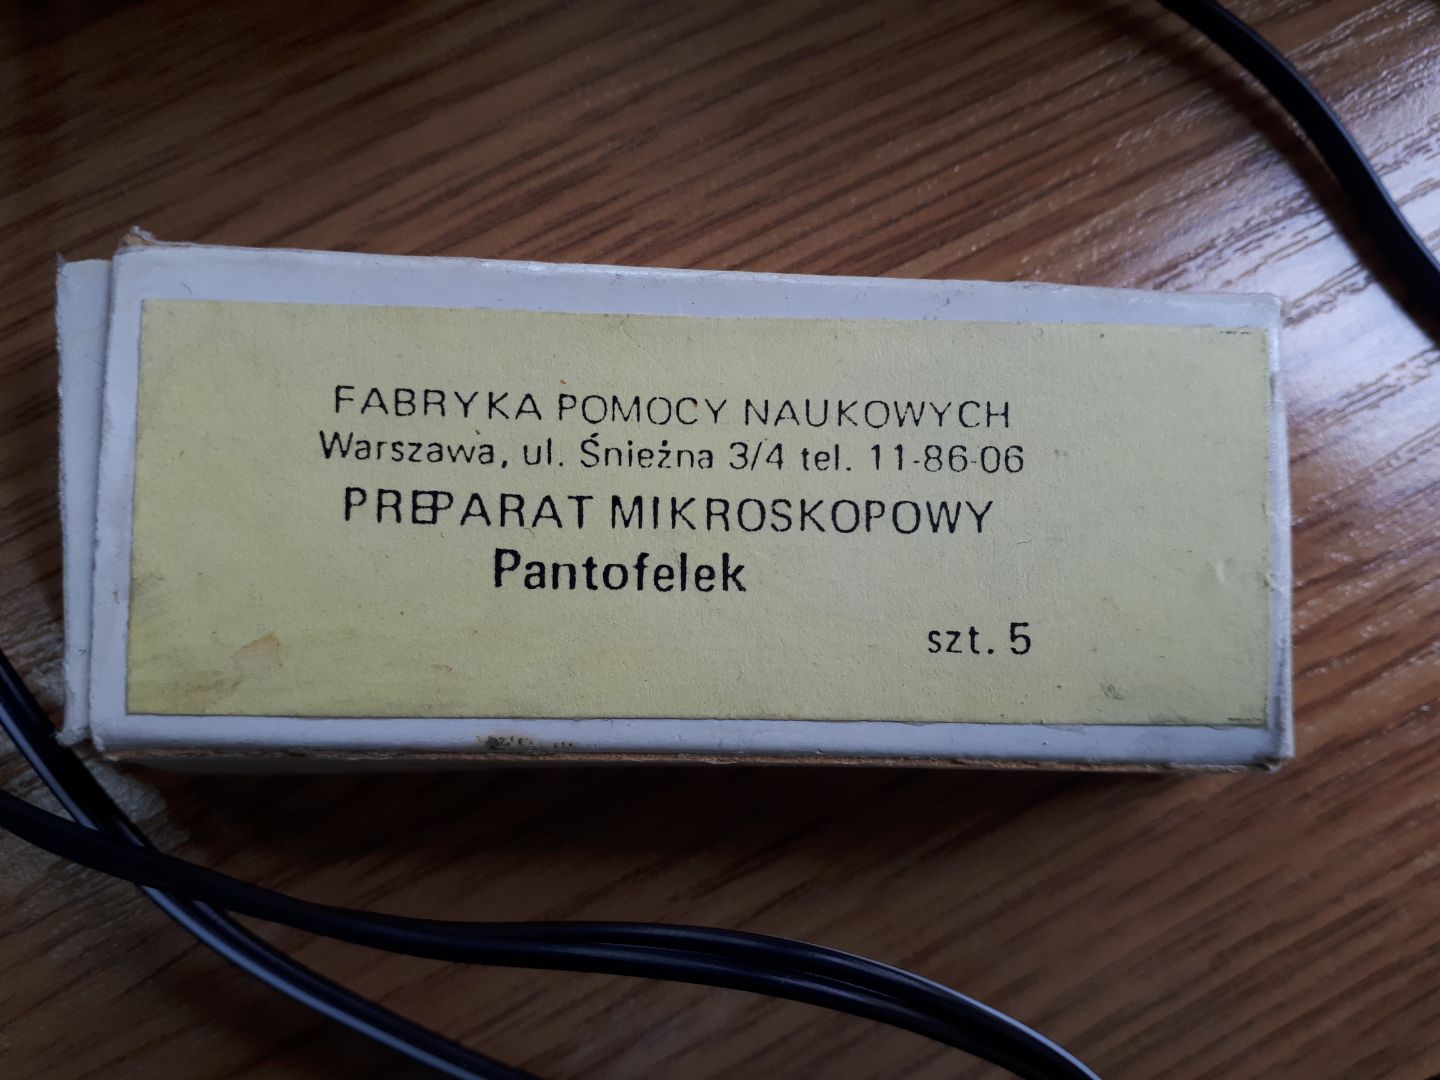 FABRYKA POMOCY NAUKOWYCH
Warszawa, ul. Śnieżna 3/4 tel. 11-86-06
PREPARAT MIKROSKOPOWY
Pantofelek
szt. 5